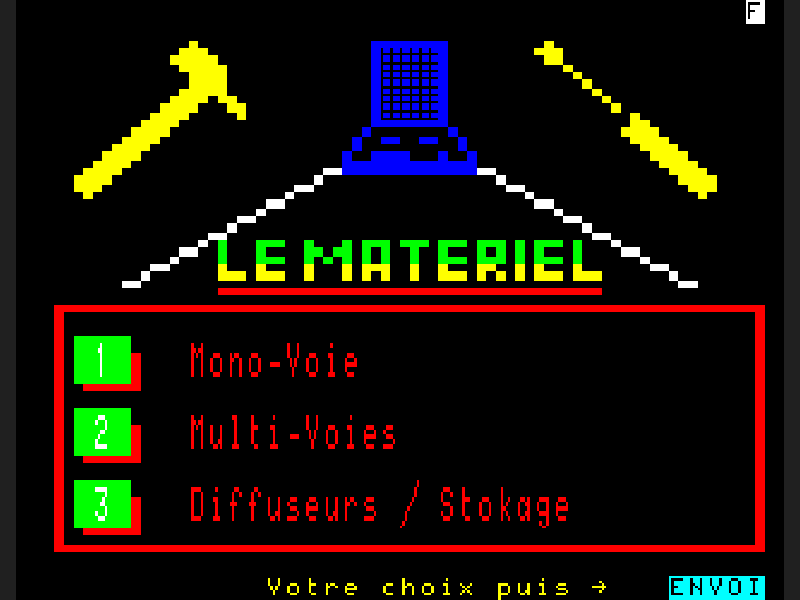 F
LE MATERIEL
1 Mono-Voie
2 Multi-Voies
3 Diffuseurs / Stokage
Votre choix puis → ENVOI